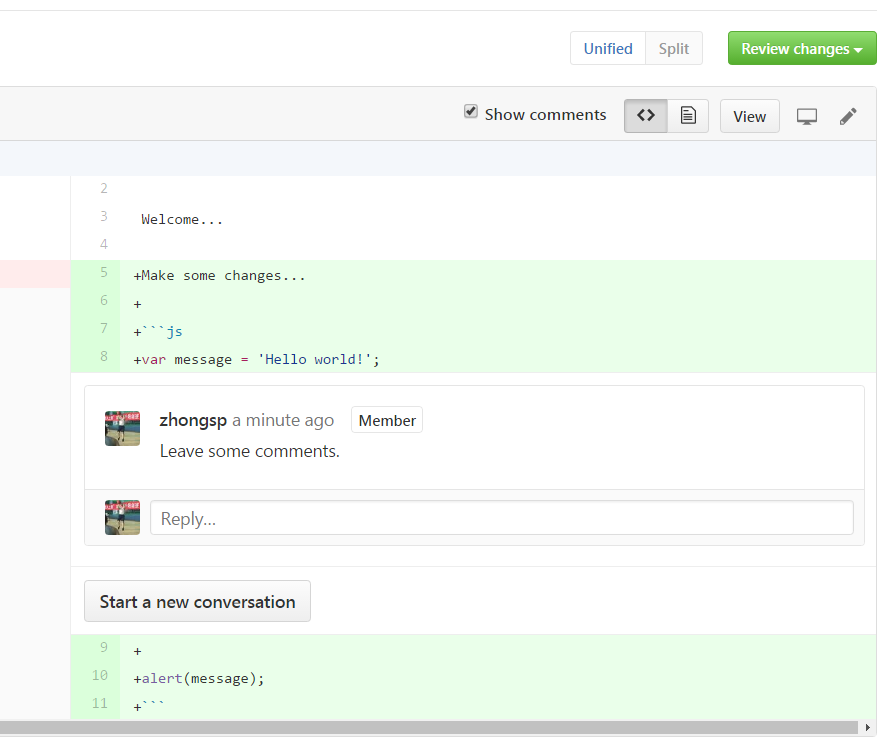 Unified Split Review changes
Show comments View
2
3 Welcome...
4
5 +Make some changes...
6 +
7 +```js
8 +var message = 'Hello world!';
zhongsp a minute ago Member
Leave some comments.
Reply...
Start a new conversation
9 +
10 +alert(message);
11 +```